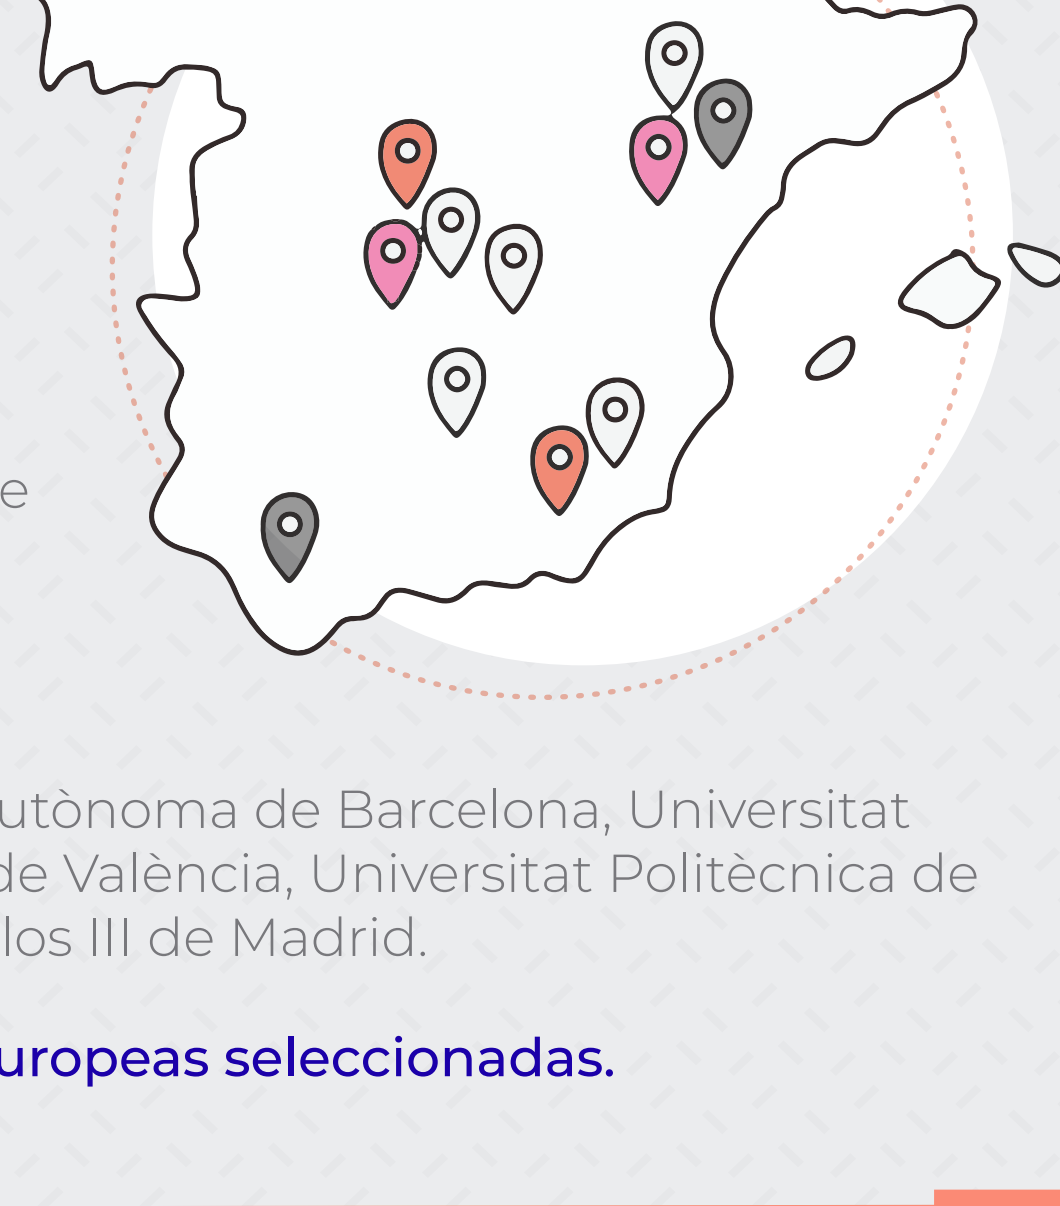 e
utònoma de Barcelona, Universitat
de València, Universitat Politècnica de
los III de Madrid.
uropeas seleccionadas.